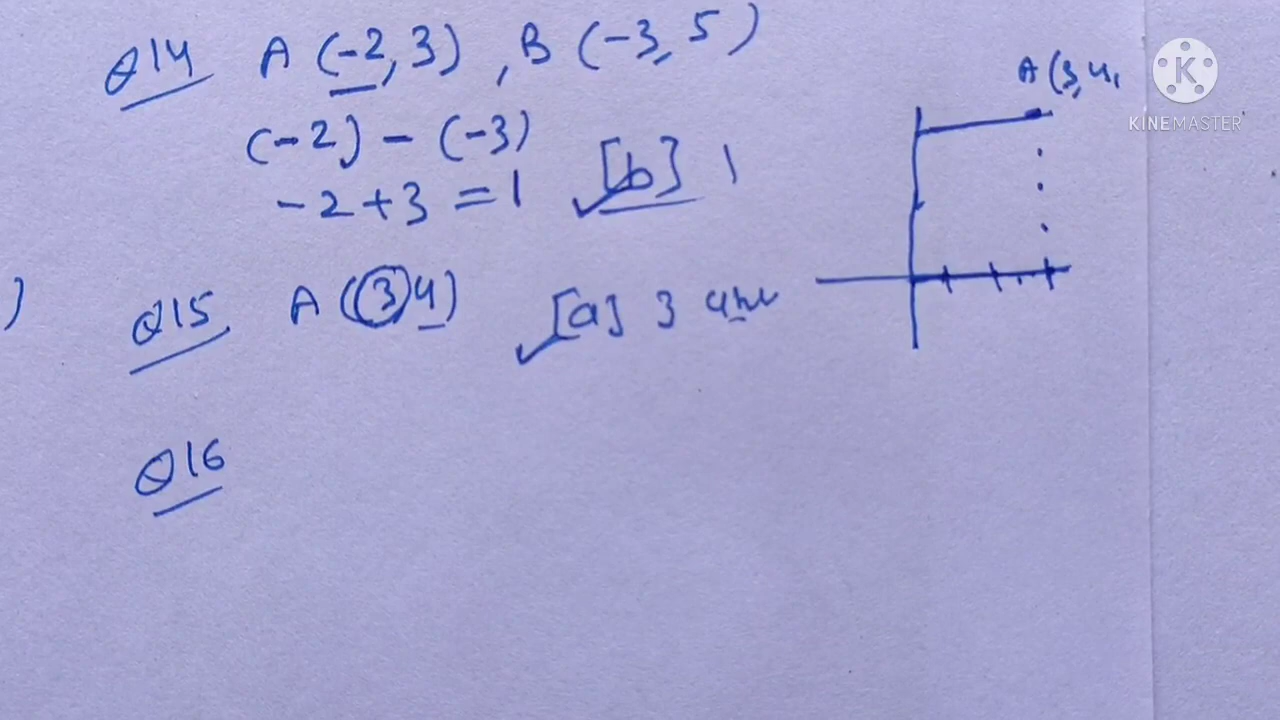 Q14 A (-2, 3) , B (-3, 5)
(-2) - (-3)
-2 + 3 = 1 [b] 1
)
Q15 A (3) 4) [a] 3 Ans
Q16
A (3, 4,
K
KINEMASTER